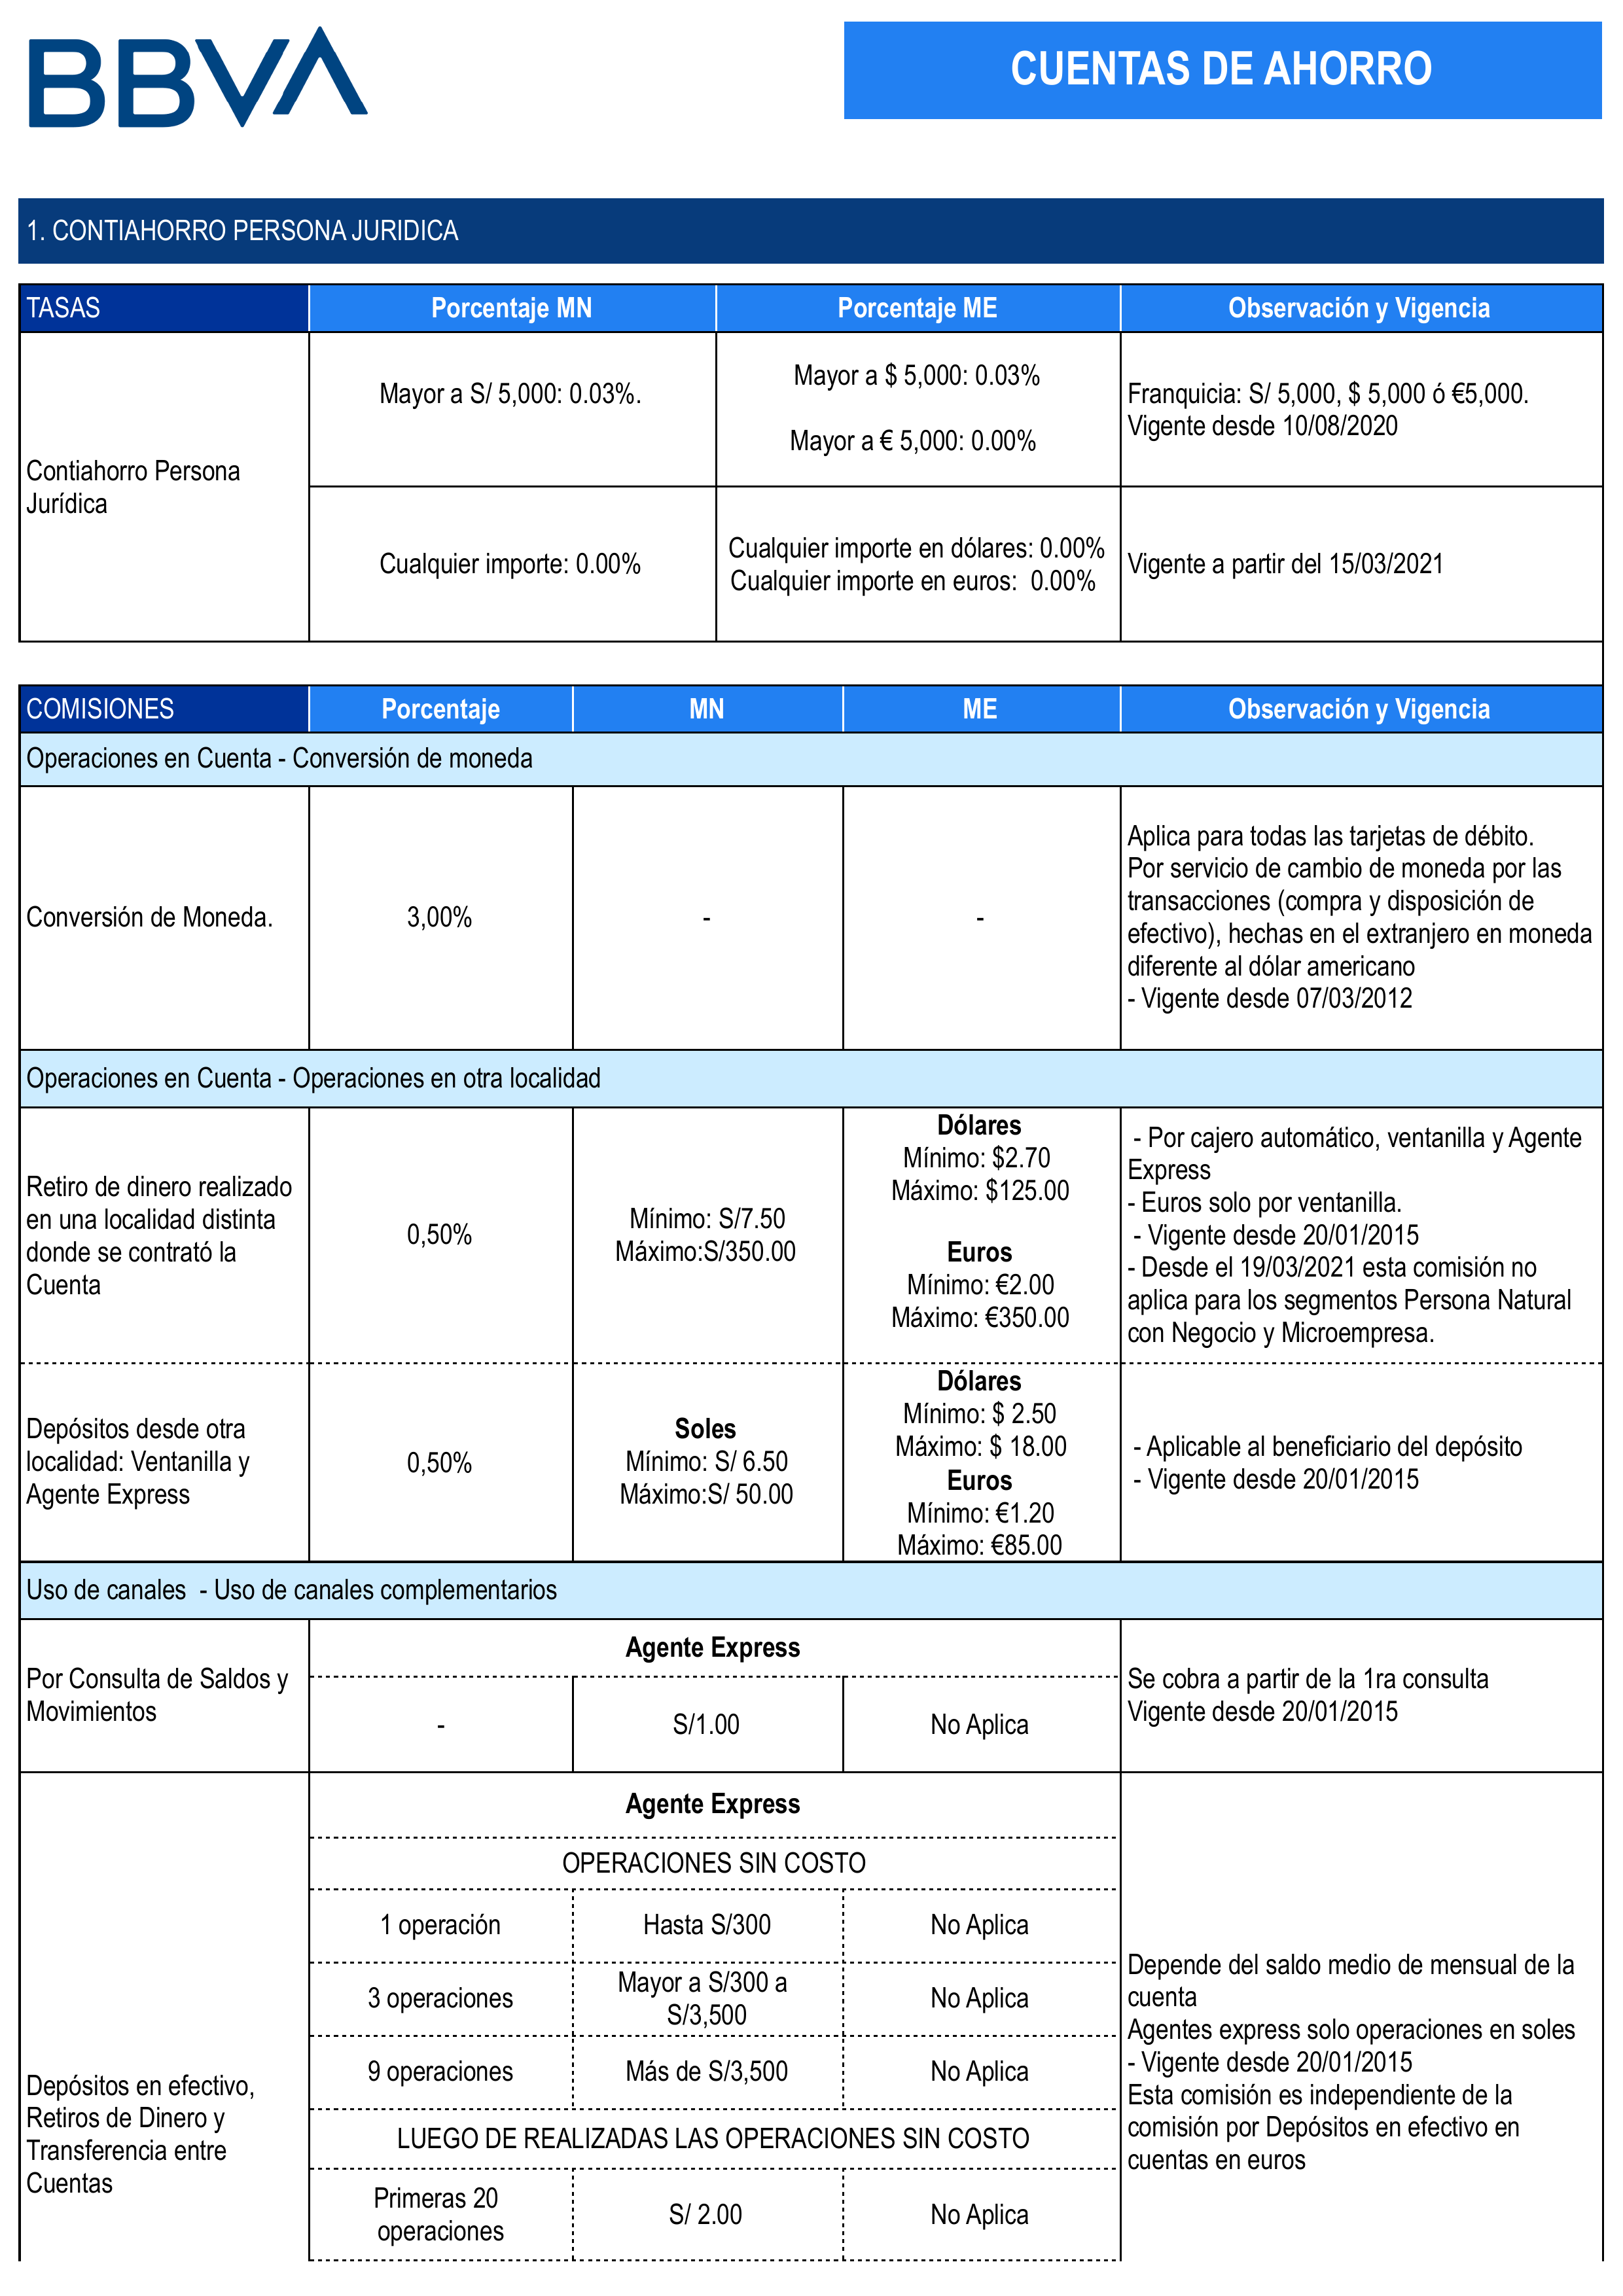 BBVA
CUENTAS DE AHORRO
1. CONTIAHORRO PERSONA JURIDICA
TASAS
Porcentaje MN
Porcentaje ME
Observación y Vigencia
Contiahorro Persona
Jurídica
Mayor a S/ 5,000: 0.03%.
Mayor a $ 5,000: 0.03%
Mayor a € 5,000: 0.00%
Franquicia: S/ 5,000, $ 5,000 ó €5,000.
Vigente desde 10/08/2020
Cualquier importe: 0.00%
Cualquier importe en dólares: 0.00%
Cualquier importe en euros:  0.00%
Vigente a partir del 15/03/2021
COMISIONES
Porcentaje
MN
ME
Observación y Vigencia
Operaciones en Cuenta - Conversión de moneda
Conversión de Moneda.
3,00%
-
-
Aplica para todas las tarjetas de débito.
Por servicio de cambio de moneda por las
transacciones (compra y disposición de
efectivo), hechas en el extranjero en moneda
diferente al dólar americano
- Vigente desde 07/03/2012
Operaciones en Cuenta - Operaciones en otra localidad
Retiro de dinero realizado
en una localidad distinta
donde se contrató la
Cuenta
0,50%
Mínimo: S/7.50
Máximo:S/350.00
Dólares
Mínimo: $2.70
Máximo: $125.00
Euros
Mínimo: €2.00
Máximo: €350.00
- Por cajero automático, ventanilla y Agente
Express
- Euros solo por ventanilla.
- Vigente desde 20/01/2015
- Desde el 19/03/2021 esta comisión no
aplica para los segmentos Persona Natural
con Negocio y Microempresa.
Depósitos desde otra
localidad: Ventanilla y
Agente Express
0,50%
Soles
Mínimo: S/ 6.50
Máximo:S/ 50.00
Dólares
Mínimo: $ 2.50
Máximo: $ 18.00
Euros
Mínimo: €1.20
Máximo: €85.00
- Aplicable al beneficiario del depósito
- Vigente desde 20/01/2015
Uso de canales  - Uso de canales complementarios
Por Consulta de Saldos y
Movimientos
Agente Express
-
S/1.00
No Aplica
Se cobra a partir de la 1ra consulta
Vigente desde 20/01/2015
Depósitos en efectivo,
Retiros de Dinero y
Transferencia entre
Cuentas
Agente Express
OPERACIONES SIN COSTO
1 operación
Hasta S/300
No Aplica
3 operaciones
Mayor a S/300 a
S/3,500
No Aplica
9 operaciones
Más de S/3,500
No Aplica
LUEGO DE REALIZADAS LAS OPERACIONES SIN COSTO
Primeras 20
operaciones
S/ 2.00
No Aplica
Depende del saldo medio de mensual de la
cuenta
Agentes express solo operaciones en soles
- Vigente desde 20/01/2015
Esta comisión es independiente de la
comisión por Depósitos en efectivo en
cuentas en euros